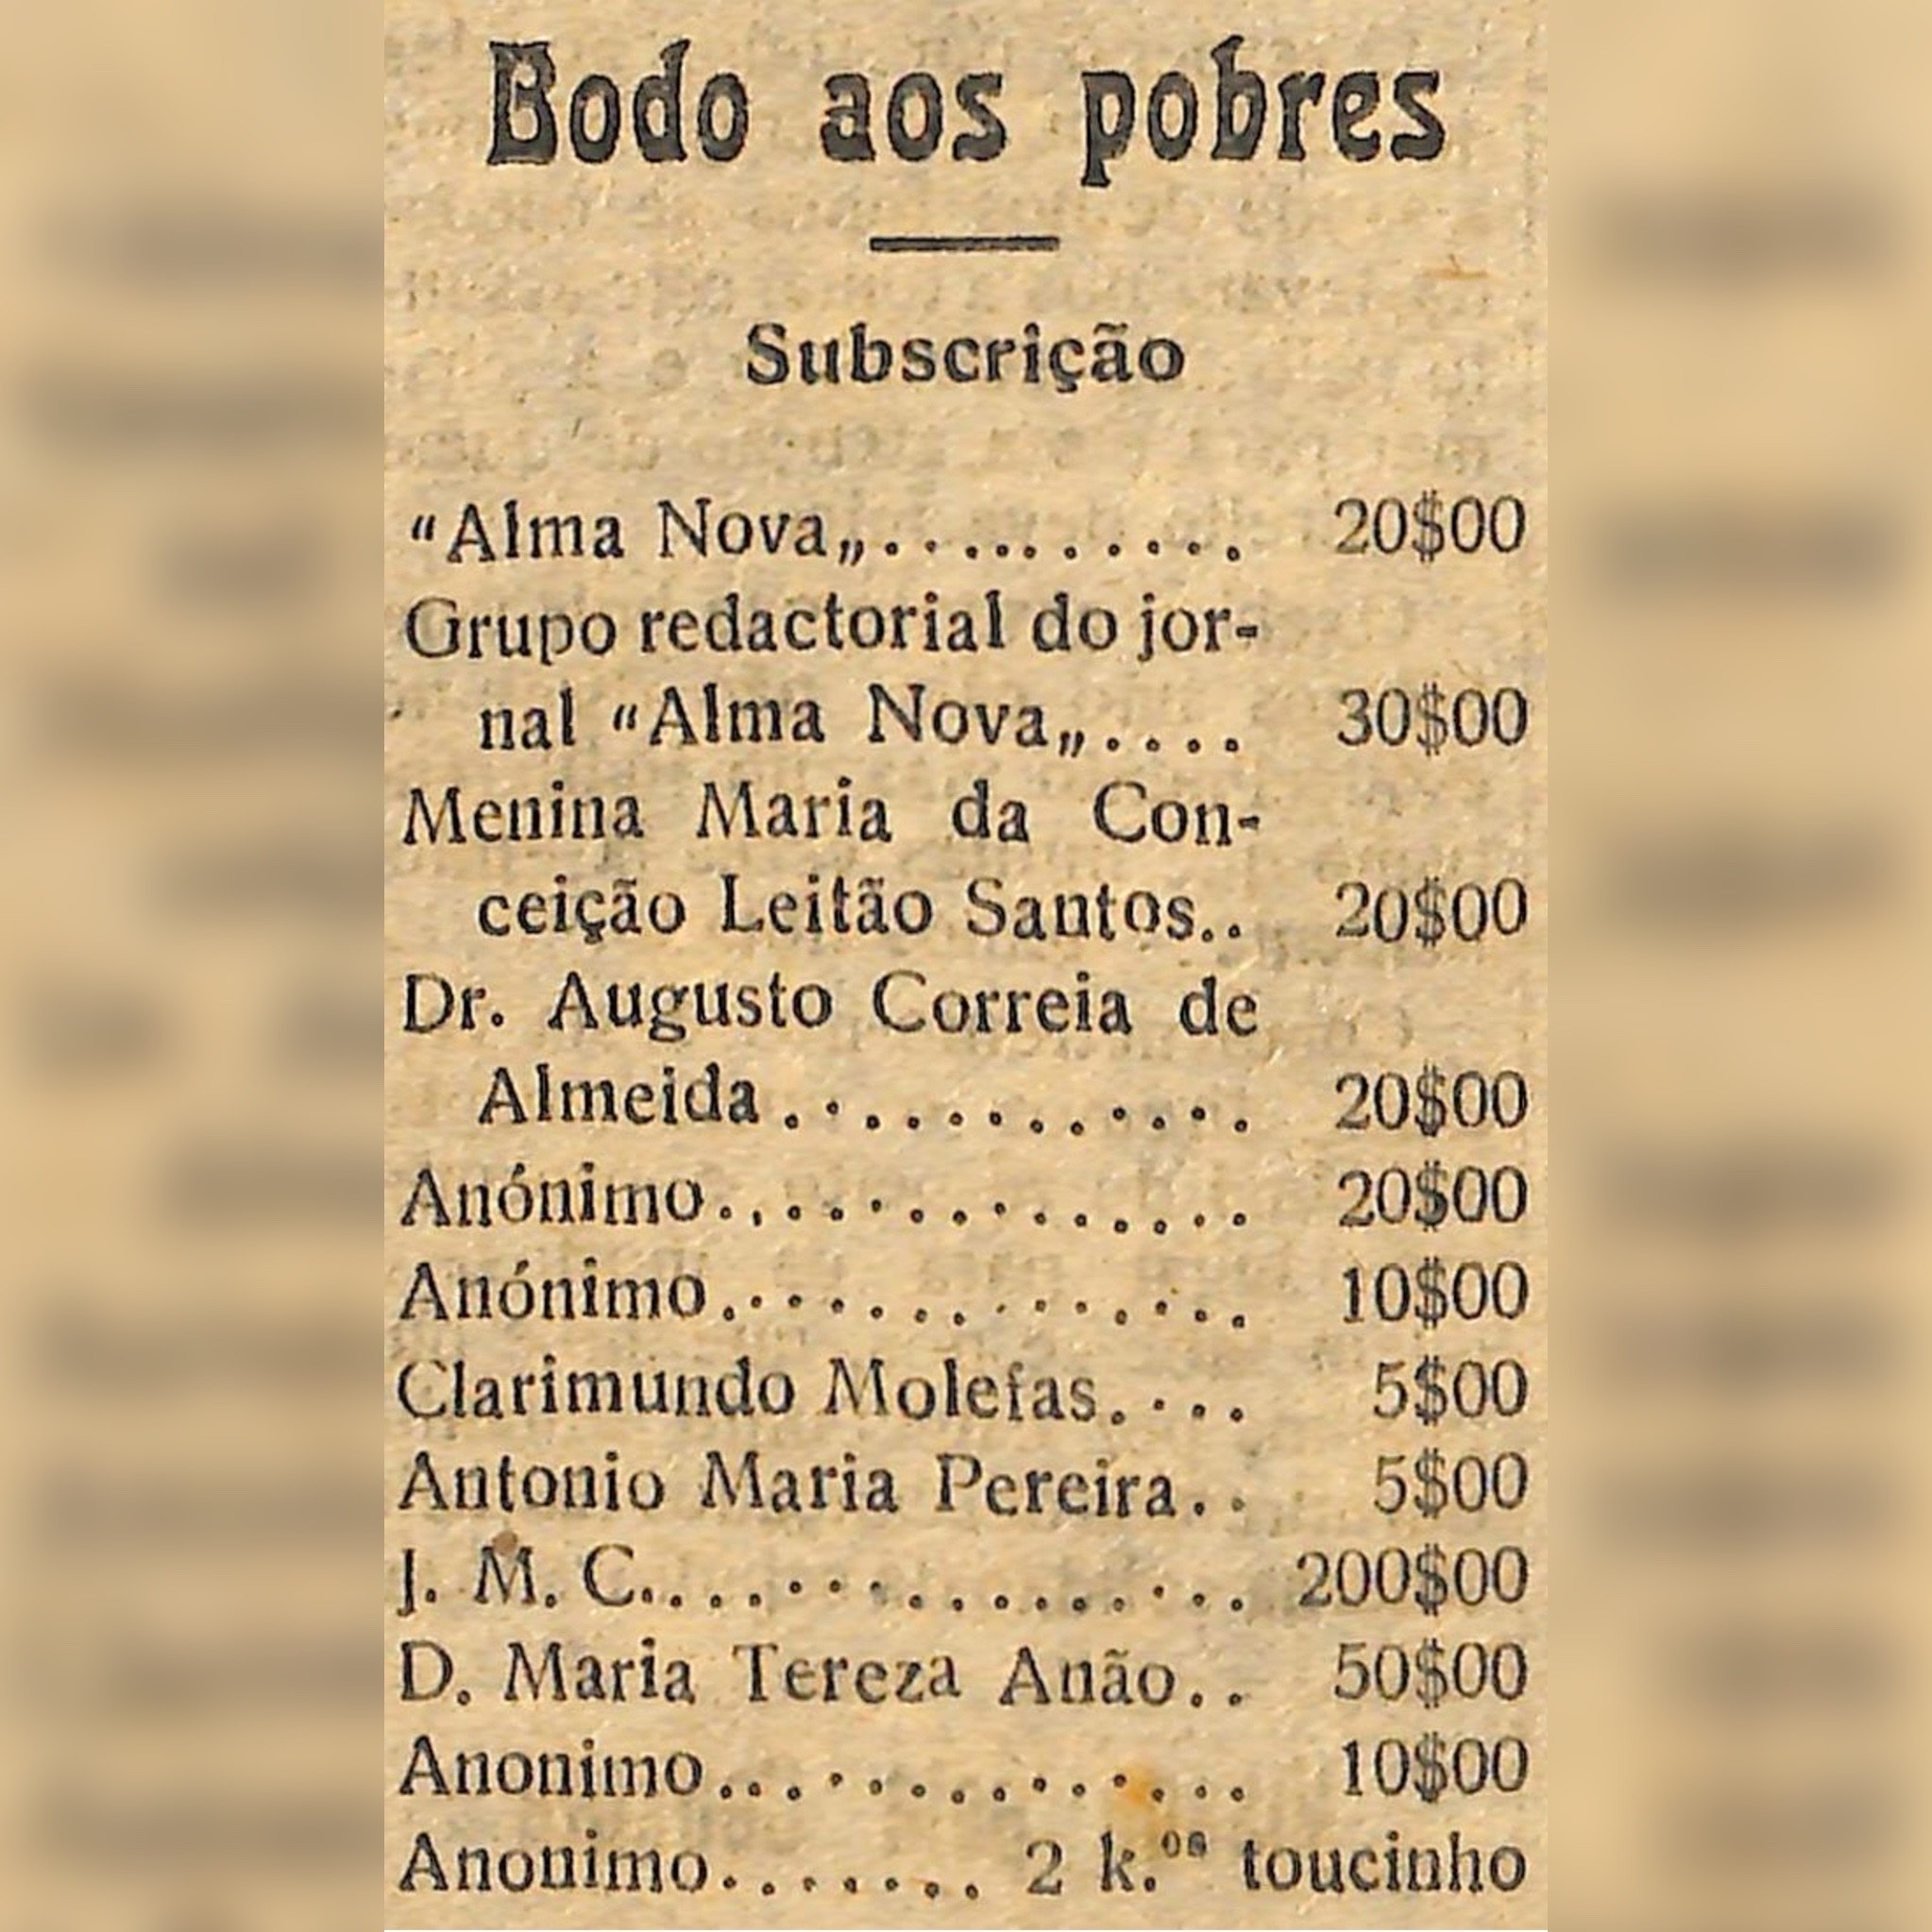 Bodo aos pobres
Subscrição
“Alma Nova„.......... 20$00
Grupo redactorial do jor-
nal “Alma Nova„.... 30$00
Menina Maria da Con-
ceição Leitão Santos.. 20$00
Dr. Augusto Correia de
Almeida............ 20$00
Anónimo.............. 20$00
Anónimo.............. 10$00
Clarimundo Molefas.... 5$00
Antonio Maria Pereira.. 5$00
J. M. C................ 200$00
D. Maria Tereza Anão.. 50$00
Anonimo.............. 10$00
Anonimo....... 2 k.os toucinho